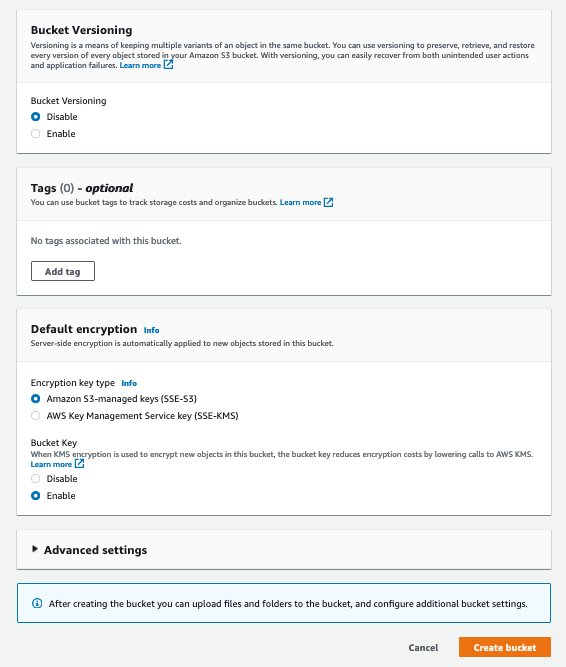 Bucket Versioning
Versioning is a means of keeping multiple variants of an object in the same bucket. You can use versioning to preserve, retrieve, and restore
every version of every object stored in your Amazon S3 bucket. With versioning, you can easily recover from both unintended user actions
and application failures. Learn more
Bucket Versioning
Disable
Enable
Tags (0) - optional
You can use bucket tags to track storage costs and organize buckets. Learn more
No tags associated with this bucket.
Add tag
Default encryption Info
Server-side encryption is automatically applied to new objects stored in this bucket.
Encryption key type Info
Amazon S3-managed keys (SSE-S3)
AWS Key Management Service key (SSE-KMS)
Bucket Key
When KMS encryption is used to encrypt new objects in this bucket, the bucket key reduces encryption costs by lowering calls to AWS KMS.
Learn more
Disable
Enable
Advanced settings
After creating the bucket you can upload files and folders to the bucket, and configure additional bucket settings.
Cancel Create bucket